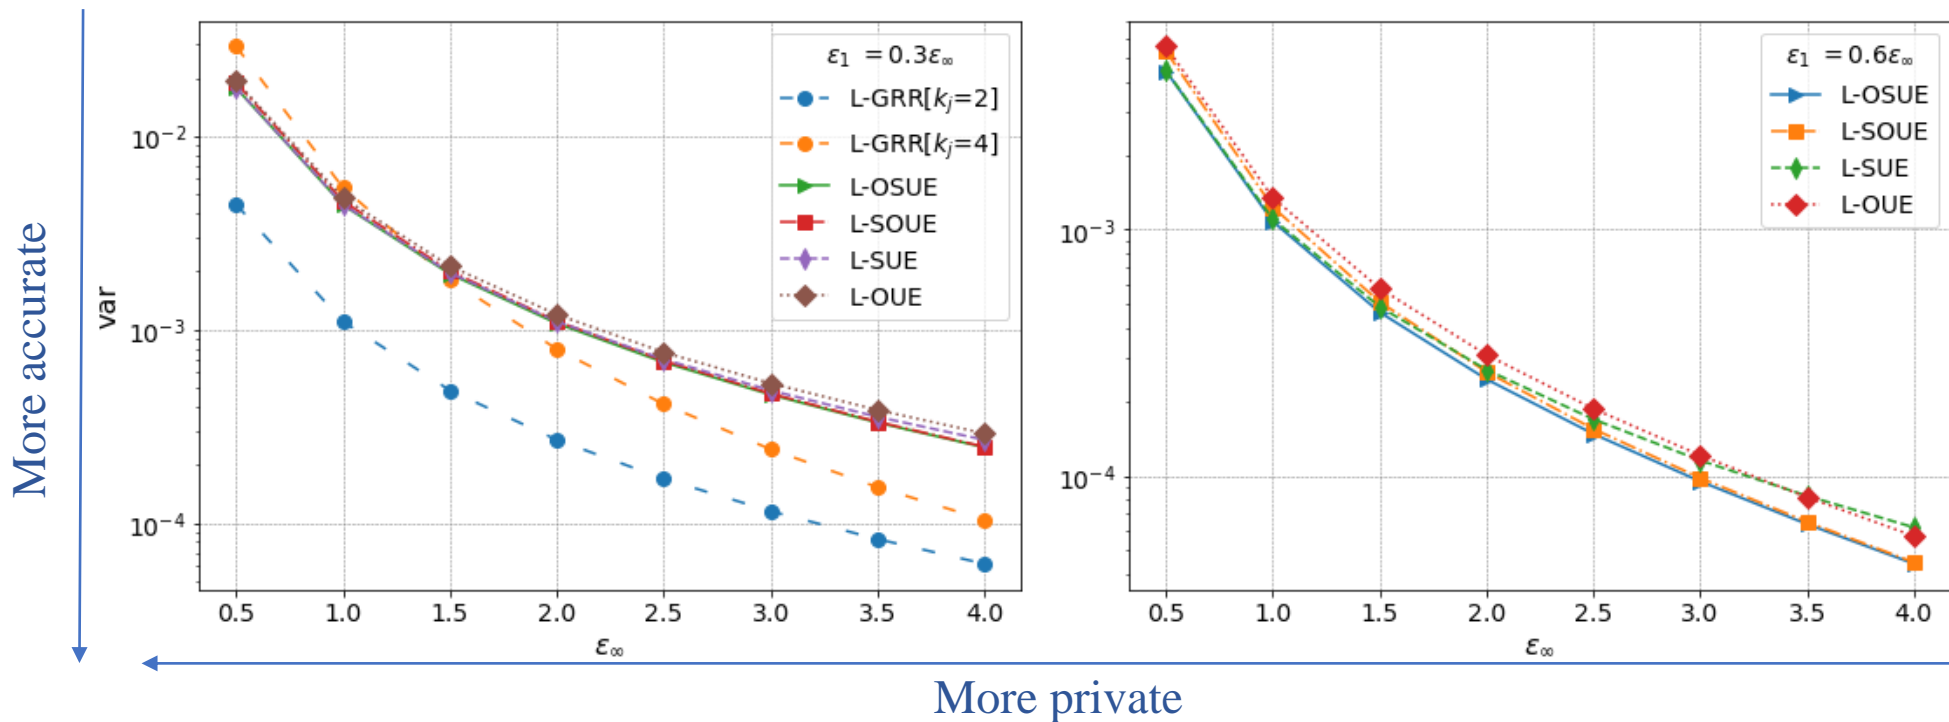 More accurate
var
10⁻²
10⁻³
10⁻⁴
ε₁ = 0.3ε∞
L-GRR[kⱼ=2]
L-GRR[kⱼ=4]
L-OSUE
L-SOUE
L-SUE
L-OUE
0.5 1.0 1.5 2.0 2.5 3.0 3.5 4.0
ε∞
10⁻³
10⁻⁴
ε₁ = 0.6ε∞
L-OSUE
L-SOUE
L-SUE
L-OUE
0.5 1.0 1.5 2.0 2.5 3.0 3.5 4.0
ε∞
More private